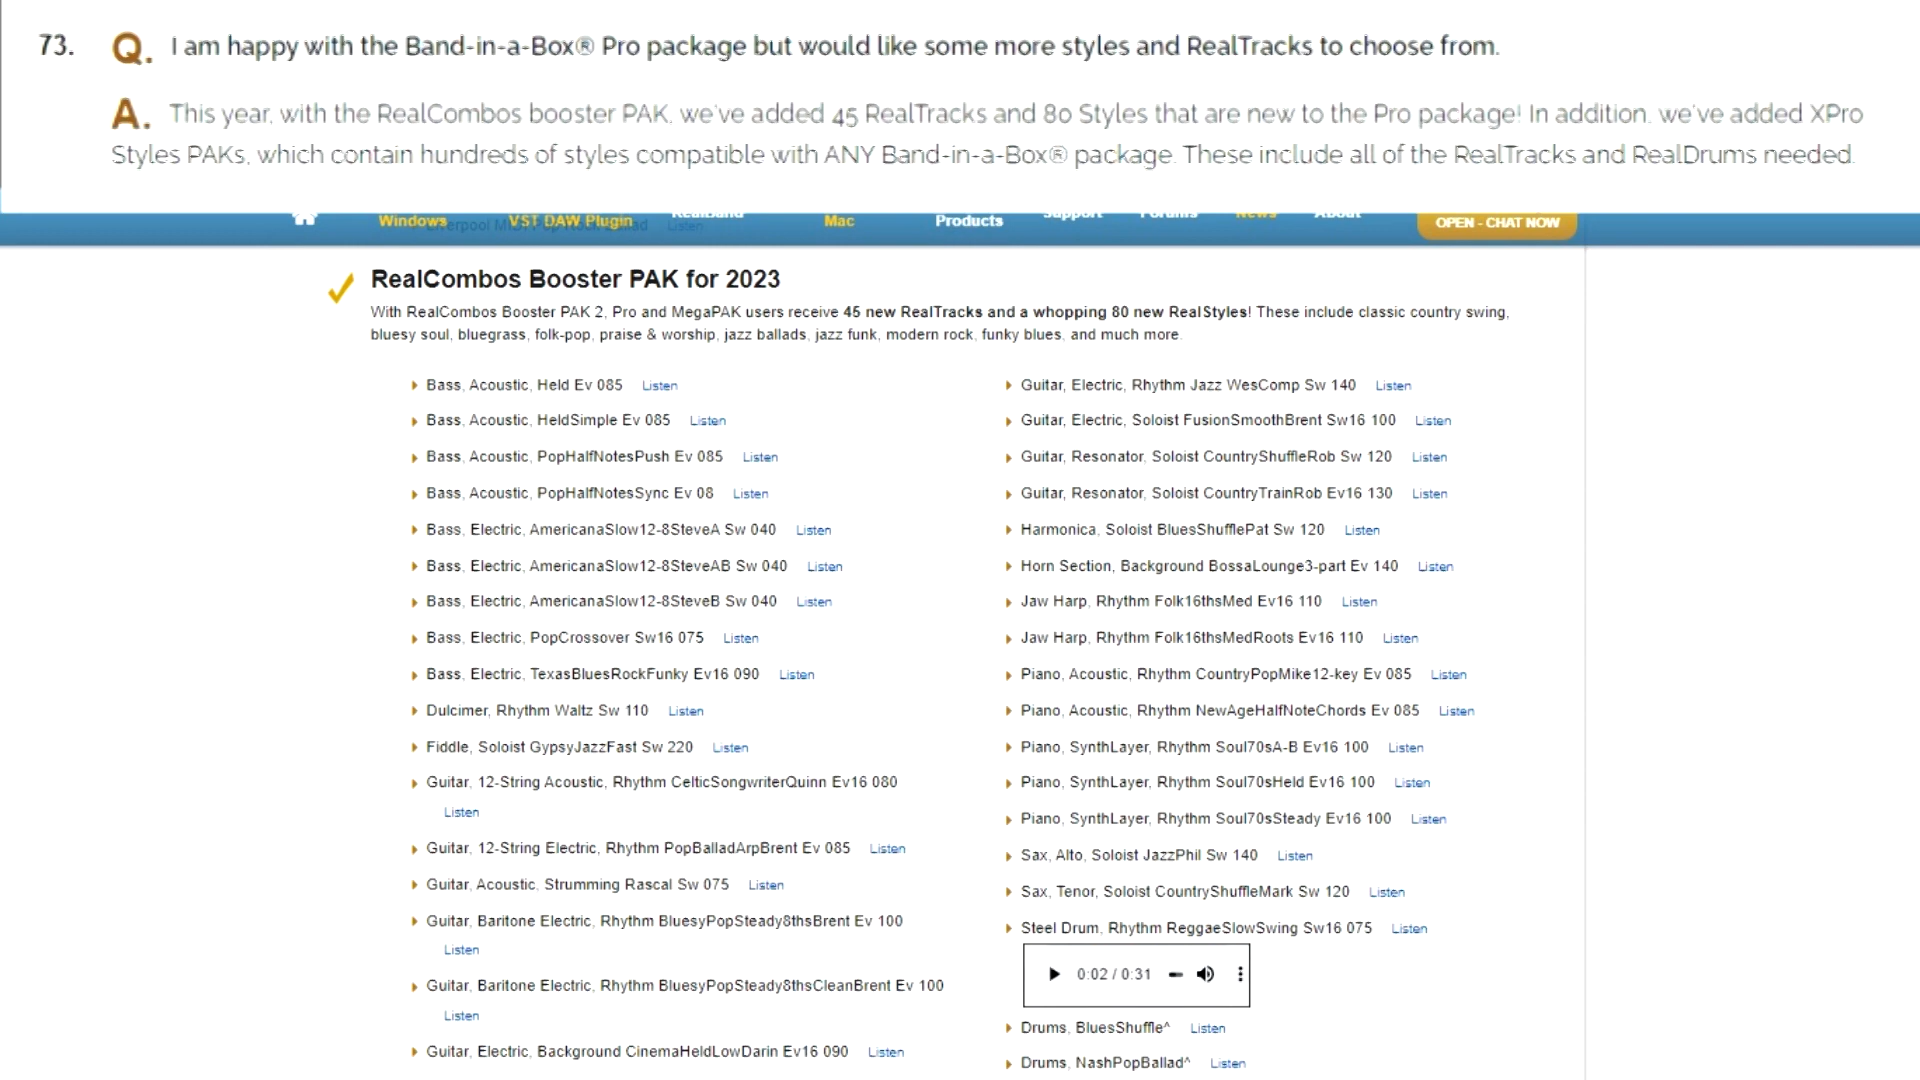 73. Q. I am happy with the Band-in-a-Box® Pro package but would like some more styles and RealTracks to choose from.
A. This year, with the RealCombos booster PAK, we've added 45 RealTracks and 80 Styles that are new to the Pro package! In addition, we've added XPro
Styles PAKs, which contain hundreds of styles compatible with ANY Band-in-a-Box® package. These include all of the RealTracks and RealDrums needed.
Windows VST DAW Plugin RealBand Mac Products Support Forums News About OPEN - CHAT NOW
Listen
RealCombos Booster PAK for 2023
With RealCombos Booster PAK 2, Pro and MegaPAK users receive 45 new RealTracks and a whopping 80 new RealStyles! These include classic country swing,
bluesy soul, bluegrass, folk-pop, praise & worship, jazz ballads, jazz funk, modern rock, funky blues, and much more.
Bass, Acoustic, Held Ev 085 Listen
Bass, Acoustic, HeldSimple Ev 085 Listen
Bass, Acoustic, PopHalfNotesPush Ev 085 Listen
Bass, Acoustic, PopHalfNotesSync Ev 08 Listen
Bass, Electric, AmericanaSlow12-8SteveA Sw 040 Listen
Bass, Electric, AmericanaSlow12-8SteveAB Sw 040 Listen
Bass, Electric, AmericanaSlow12-8SteveB Sw 040 Listen
Bass, Electric, PopCrossover Sw16 075 Listen
Bass, Electric, TexasBluesRockFunky Ev16 090 Listen
Dulcimer, Rhythm Waltz Sw 110 Listen
Fiddle, Soloist GypsyJazzFast Sw 220 Listen
Guitar, 12-String Acoustic, Rhythm CelticSongwriterQuinn Ev16 080
Listen
Guitar, 12-String Electric, Rhythm PopBalladArpBrent Ev 085 Listen
Guitar, Acoustic, Strumming Rascal Sw 075 Listen
Guitar, Baritone Electric, Rhythm BluesyPopSteady8thsBrent Ev 100
Listen
Guitar, Baritone Electric, Rhythm BluesyPopSteady8thsCleanBrent Ev 100
Listen
Guitar, Electric, Background CinemaHeldLowDarin Ev16 090 Listen
Guitar, Electric, Rhythm Jazz WesComp Sw 140 Listen
Guitar, Electric, Soloist FusionSmoothBrent Sw16 100 Listen
Guitar, Resonator, Soloist CountryShuffleRob Sw 120 Listen
Guitar, Resonator, Soloist CountryTrainRob Ev16 130 Listen
Harmonica, Soloist BluesShufflePat Sw 120 Listen
Horn Section, Background BossaLounge3-part Ev 140 Listen
Jaw Harp, Rhythm Folk16thsMed Ev16 110 Listen
Jaw Harp, Rhythm Folk16thsMedRoots Ev16 110 Listen
Piano, Acoustic, Rhythm CountryPopMike12-key Ev 085 Listen
Piano, Acoustic, Rhythm NewAgeHalfNoteChords Ev 085 Listen
Piano, SynthLayer, Rhythm Soul70sA-B Ev16 100 Listen
Piano, SynthLayer, Rhythm Soul70sHeld Ev16 100 Listen
Piano, SynthLayer, Rhythm Soul70sSteady Ev16 100 Listen
Sax, Alto, Soloist JazzPhil Sw 140 Listen
Sax, Tenor, Soloist CountryShuffleMark Sw 120 Listen
Steel Drum, Rhythm ReggaeSlowSwing Sw16 075 Listen
0:02 / 0:31
Drums, BluesShuffle^ Listen
Drums, NashPopBallad^ Listen